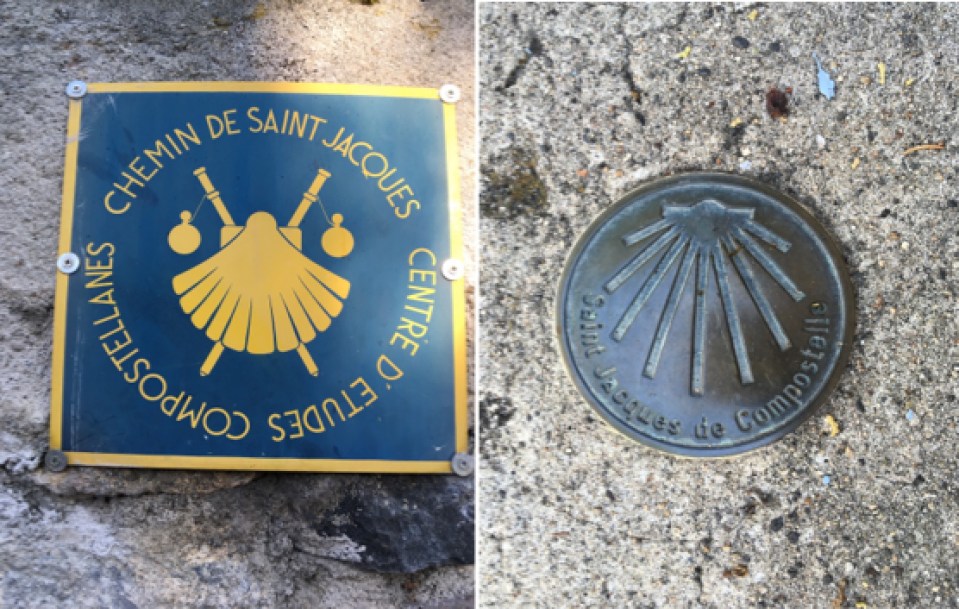 CHEMIN DE SAINT JACQUES
CENTRE D'ETUDES COMPOSTELLANES
Saint Jacques de Compostelle